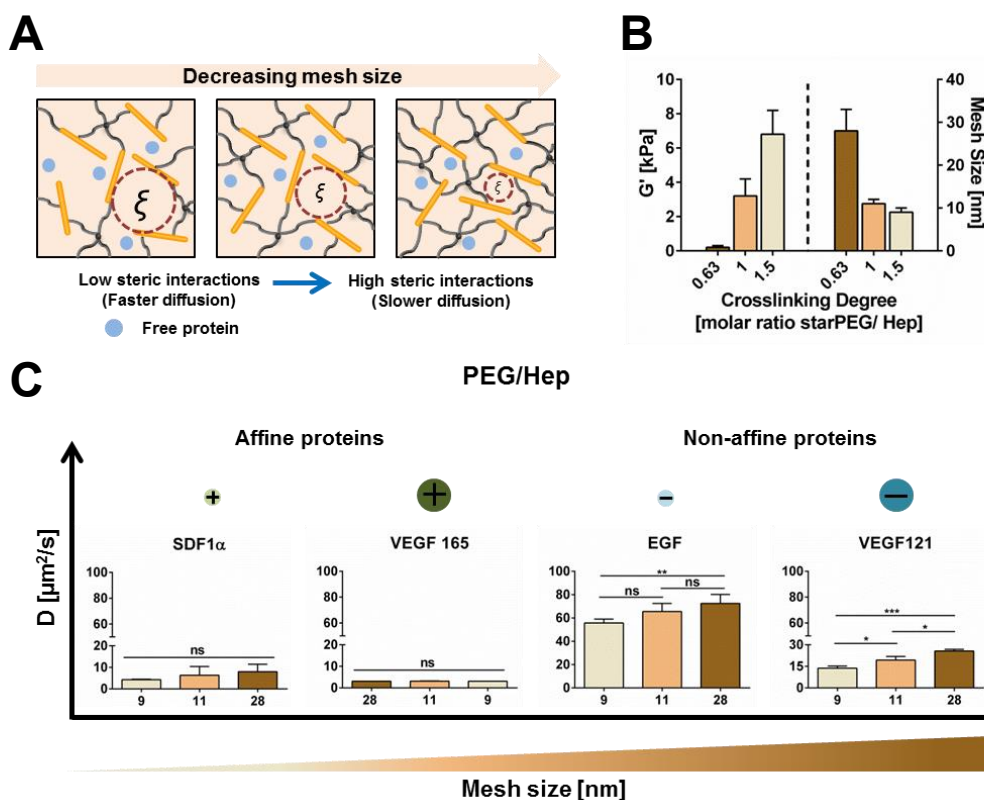 A
Decreasing mesh size
ξ
ξ
ξ
Low steric interactions
(Faster diffusion)
High steric interactions
(Slower diffusion)
Free protein
B
10
8
6
4
2
0
G' [kPa]
40
30
20
10
0
Mesh Size [nm]
0.63
1
1.5
0.63
1
1.5
Crosslinking Degree
[molar ratio starPEG/ Hep]
C
PEG/Hep
Affine proteins
Non-affine proteins
+
+
−
−
D [µm²/s]
SDF1α
100
80
60
20
10
0
ns
9
11
28
VEGF 165
100
80
60
20
10
0
ns
28
11
9
EGF
100
80
60
40
20
0
**
ns
ns
9
11
28
VEGF121
100
80
60
30
15
0
***
*
*
9
11
28
Mesh size [nm]